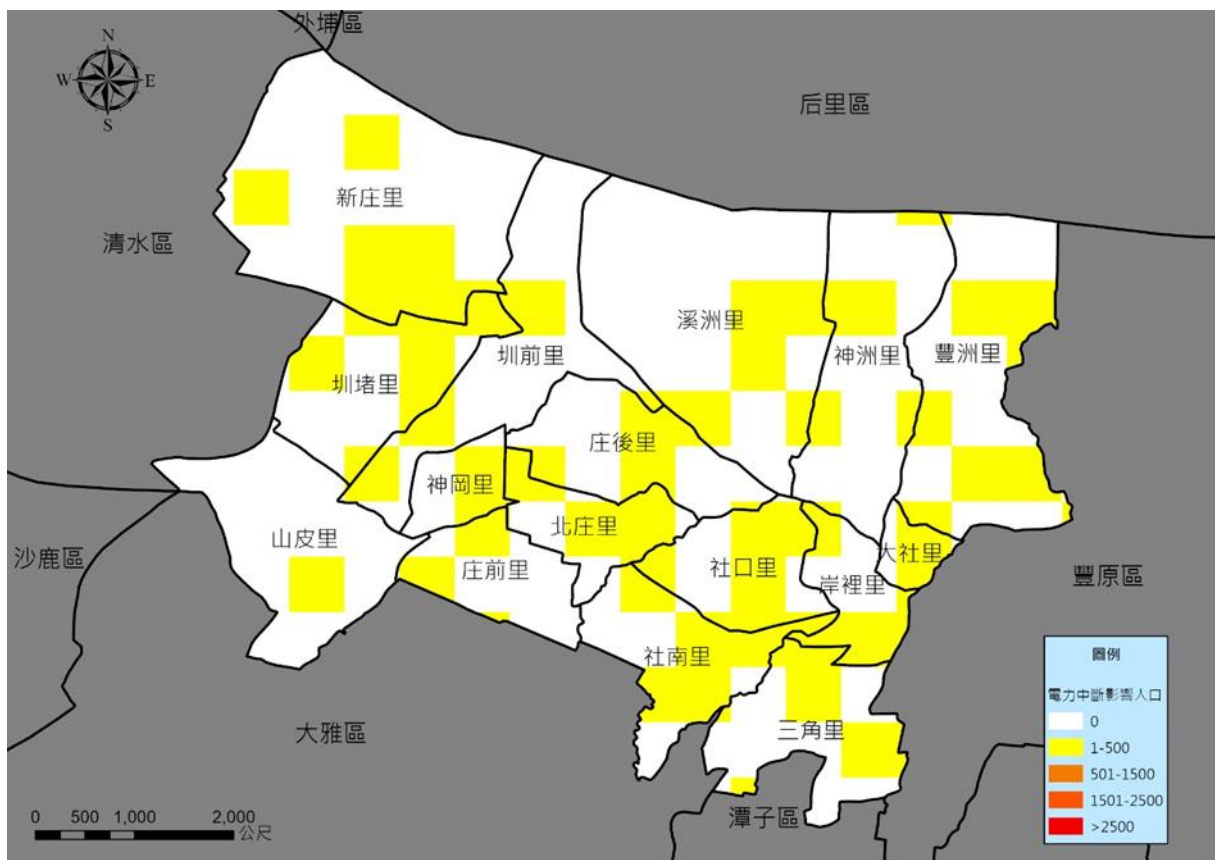 外埔區
N
W E
S
后里區
新庄里
清水區
溪洲里
圳前里
神洲里
豐洲里
圳堵里
庄後里
神岡里
北庄里
山皮里
沙鹿區
庄前里
社口里
大社里
岸裡里
豐原區
社南里
大雅區
三角里
潭子區
圖例
電力中斷影響人口
0
1-500
501-1500
1501-2500
>2500
0 500 1,000 2,000
公尺